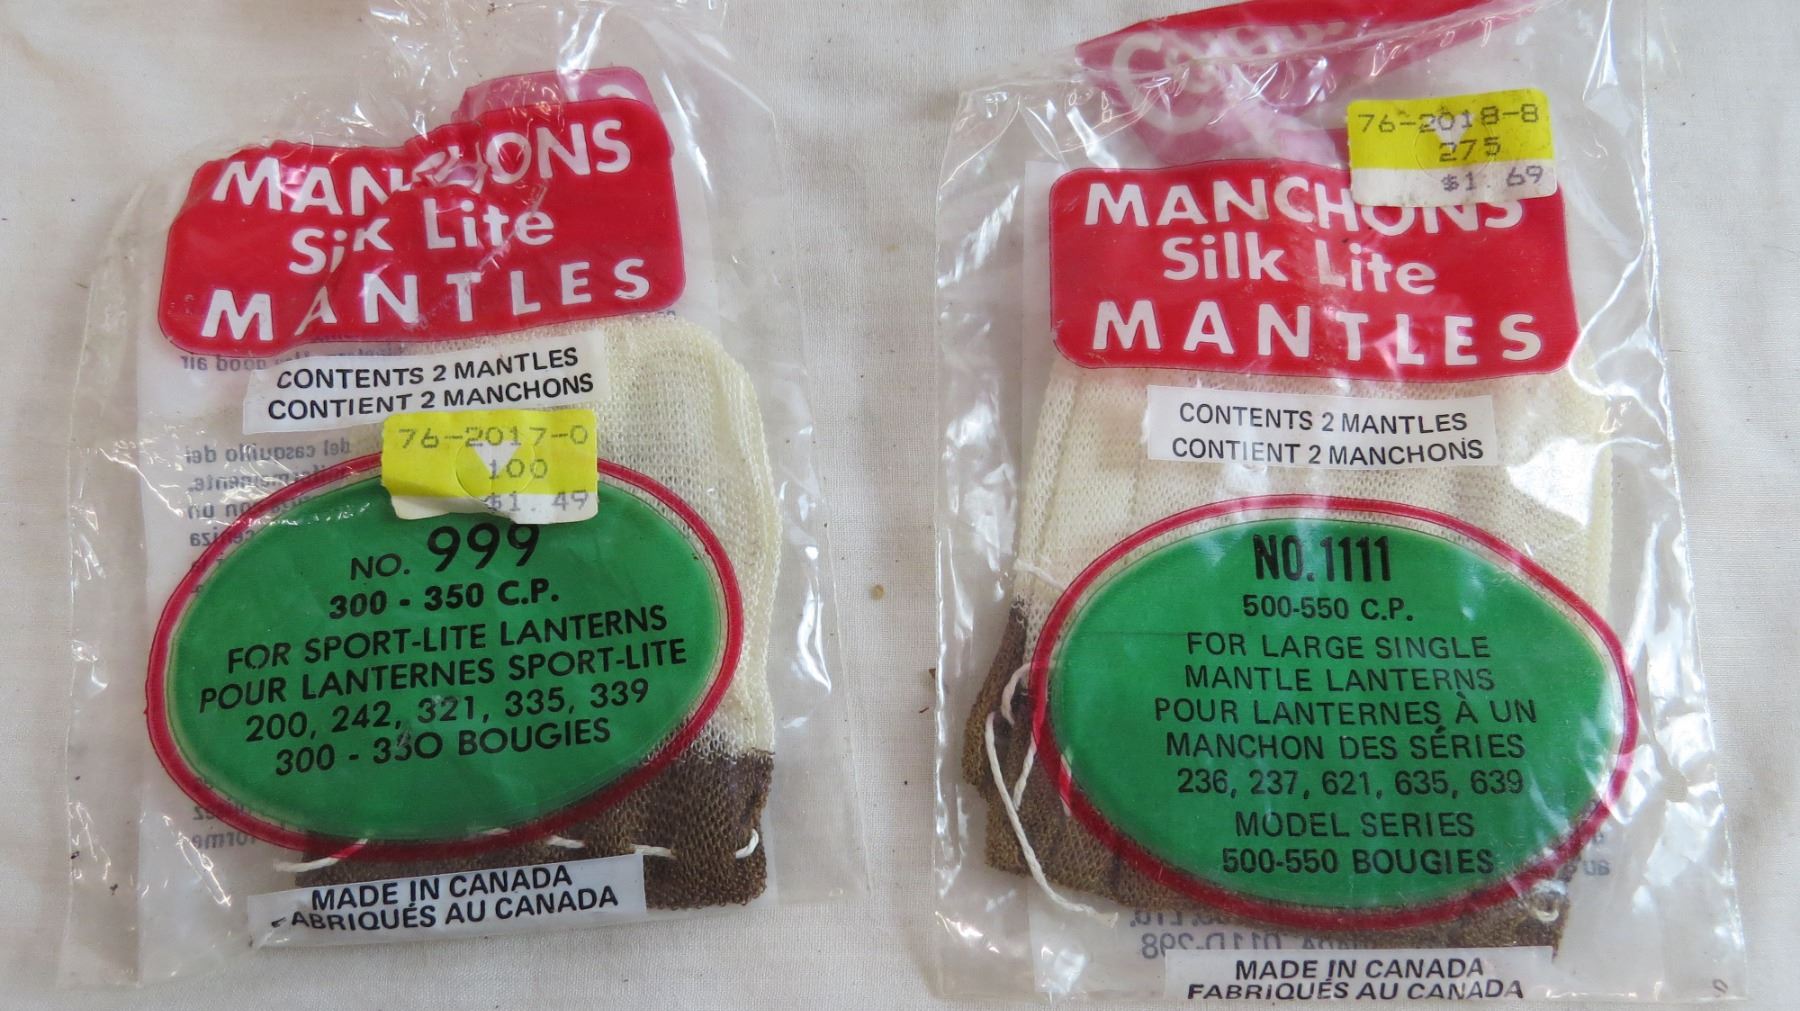 MANCHONS
Silk Lite
MANTLES
CONTENTS 2 MANTLES
CONTIENT 2 MANCHONS
76-2017-0
100
$1.49
NO. 999
300 - 350 C.P.
FOR SPORT-LITE LANTERNS
POUR LANTERNES SPORT-LITE
200, 242, 321, 335, 339
300 - 350 BOUGIES
MADE IN CANADA
FABRIQUÉS AU CANADA
76-2018-8
275
$1.69
MANCHONS
Silk Lite
MANTLES
CONTENTS 2 MANTLES
CONTIENT 2 MANCHONS
NO. 1111
500-550 C.P.
FOR LARGE SINGLE
MANTLE LANTERNS
POUR LANTERNES À UN
MANCHON DES SÉRIES
236, 237, 621, 635, 639
MODEL SERIES
500-550 BOUGIES
MADE IN CANADA
FABRIQUÉS AU CANADA